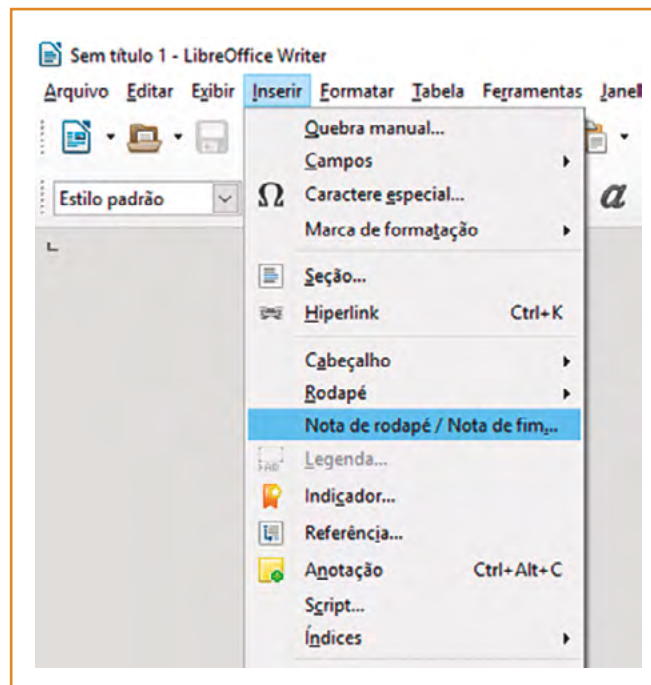 Sem título 1 - LibreOffice Writer
Arquivo Editar Exibir Inserir Formatar Tabela Ferramentas Janel
Quebra manual...
Campos
Estilo padrão
Ω Caractere especial...
a
Marca de formatação
Seção...
Hiperlink Ctrl+K
Cabeçalho
Rodapé
Nota de rodapé / Nota de fim...
Legenda...
Indicador...
Referência...
Anotação Ctrl+Alt+C
Script...
Índices